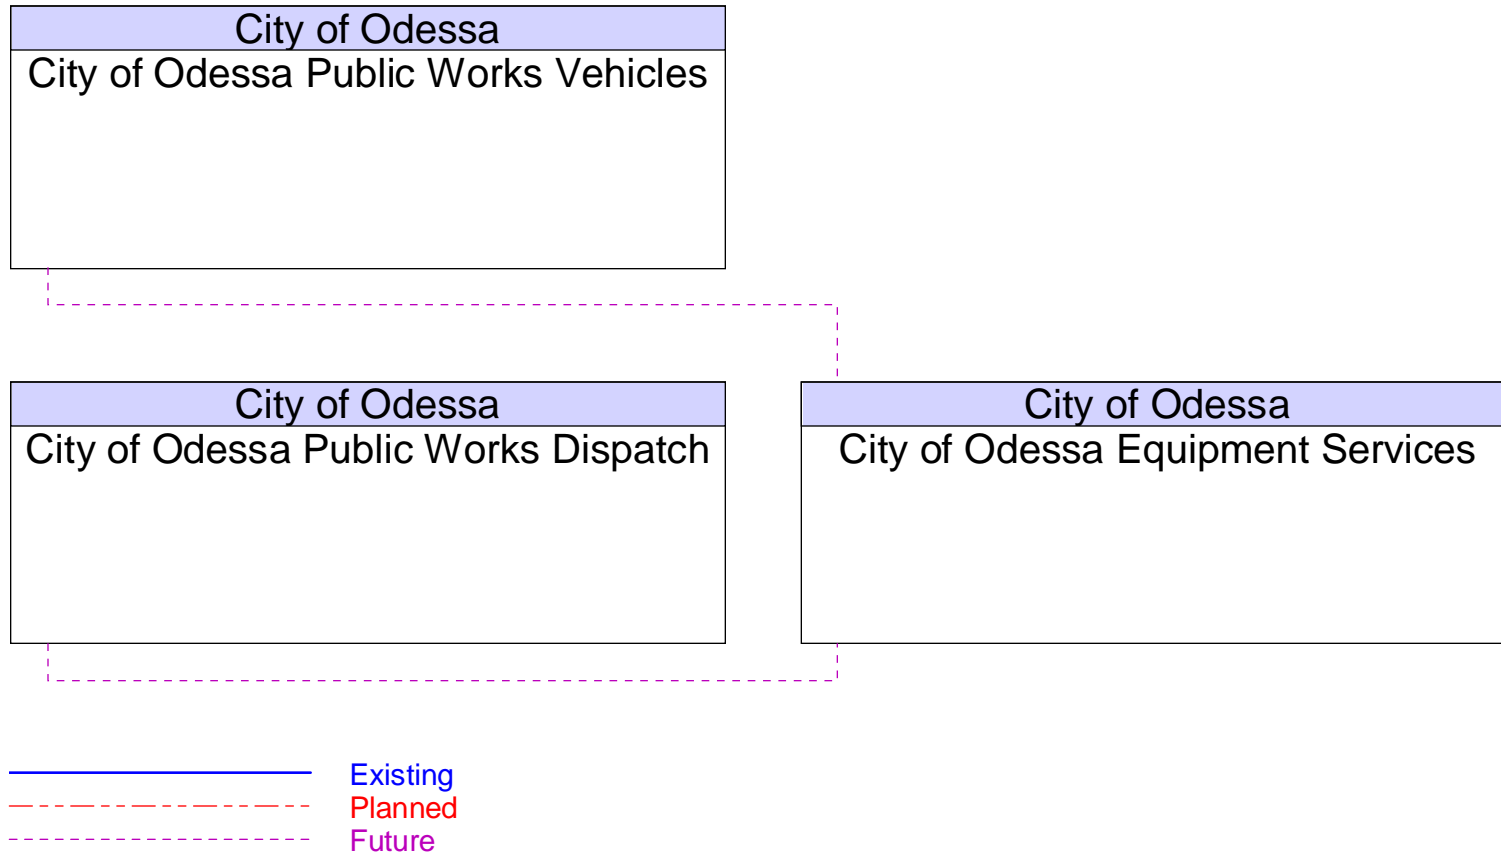 City of Odessa
City of Odessa Public Works Vehicles
City of Odessa
City of Odessa Public Works Dispatch
City of Odessa
City of Odessa Equipment Services
Existing
Planned
Future